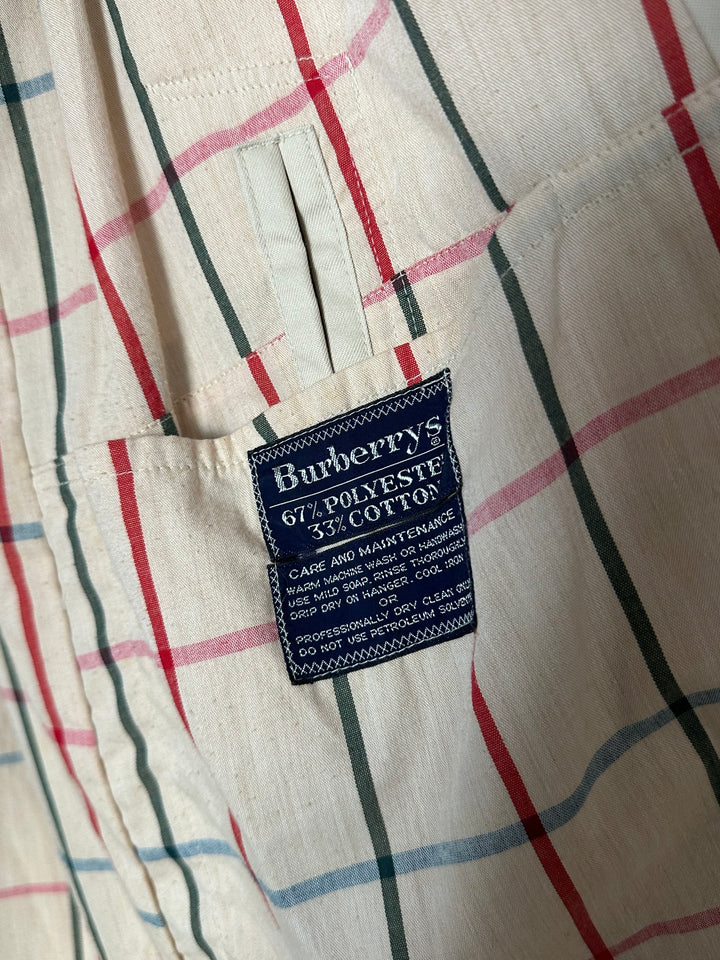 Burberrys®
67% POLYESTE
33% COTTON
CARE AND MAINTENANCE
WARM MACHINE WASH OR HANDWASH
USE MILD SOAP. RINSE THOROUGHLY
DRIP DRY ON HANGER. COOL IRON
OR
PROFESSIONALLY DRY CLEAN ONLY
DO NOT USE PETROLEUM SOLVENT